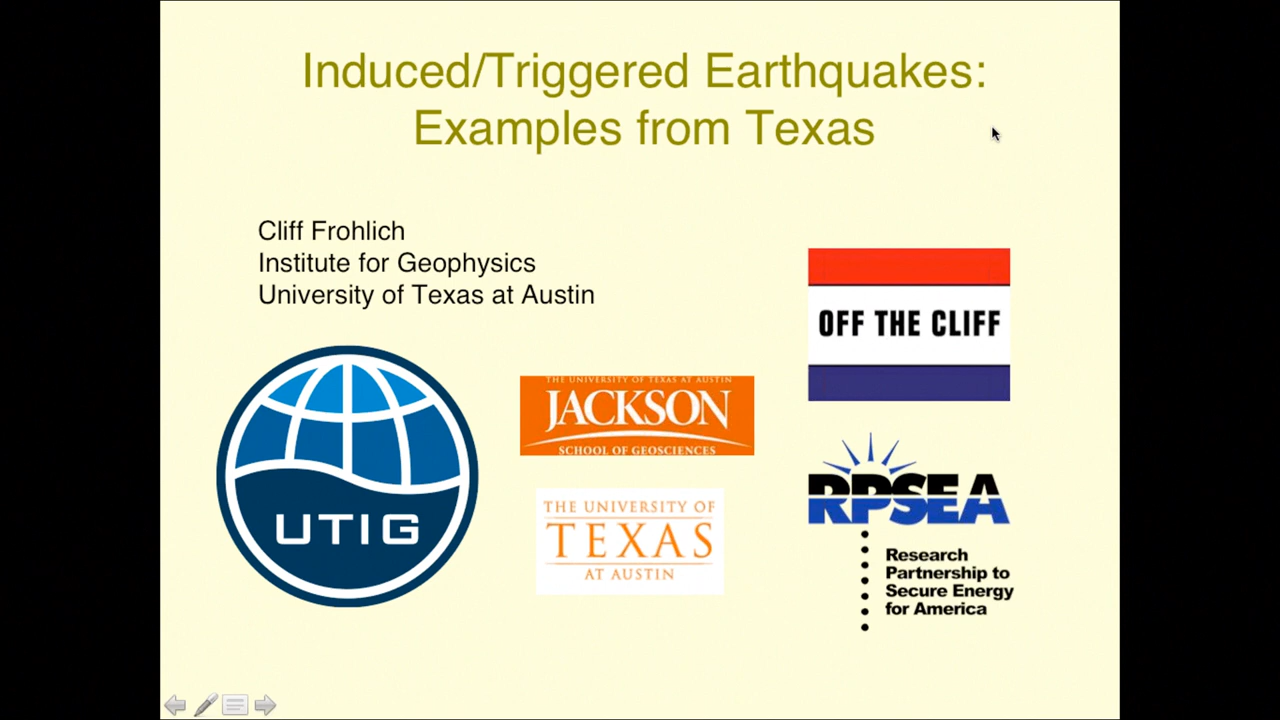 Induced/Triggered Earthquakes:
Examples from Texas
Cliff Frohlich
Institute for Geophysics
University of Texas at Austin
OFF THE CLIFF
UTIG
THE UNIVERSITY OF TEXAS AT AUSTIN
JACKSON
SCHOOL OF GEOSCIENCES
THE UNIVERSITY OF
TEXAS
AT AUSTIN
RPSEA
Research
Partnership to
Secure Energy
for America